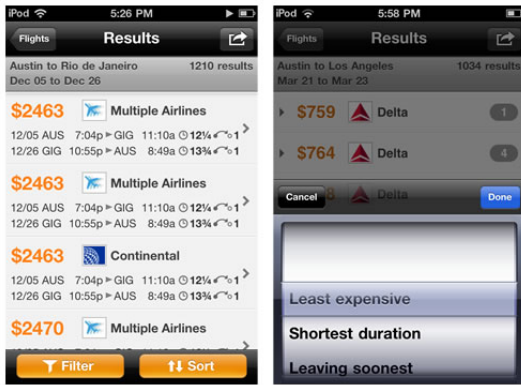 iPod 5:26 PM
Flights Results
Austin to Rio de Janeiro 1210 results
Dec 05 to Dec 26
$2463 Multiple Airlines
12/05 AUS 7:04p ► GIG 11:10a 12¼ 1
12/26 GIG 10:55p ► AUS 8:49a 13¾ 1
$2463 Multiple Airlines
12/05 AUS 7:04p ► GIG 11:10a 12¼ 1
12/26 GIG 10:55p ► AUS 8:49a 13¾ 1
$2463 Continental
12/05 AUS 7:04p ► GIG 11:10a 12¼ 1
12/26 GIG 10:55p ► AUS 8:49a 13¾ 1
$2470 Multiple Airlines
Filter Sort
iPod 5:58 PM
Flights Results
Austin to Los Angeles 1034 results
Mar 21 to Mar 23
$759 Delta 1
$764 Delta 4
Delta
Cancel Done
Least expensive
Shortest duration
Leaving soonest